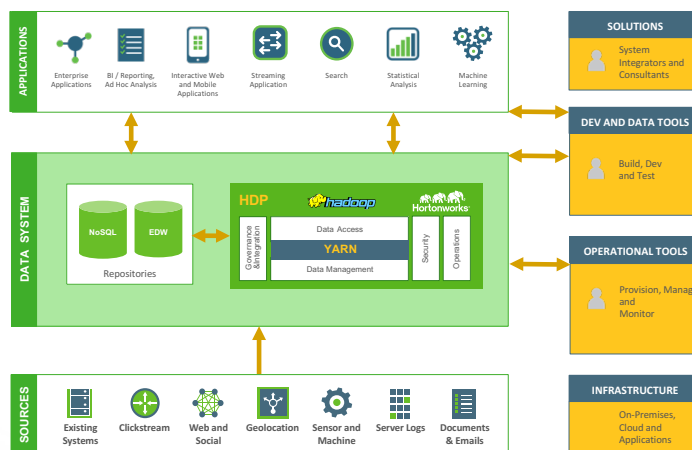 APPLICATIONS
Enterprise
Applications
BI / Reporting,
Ad Hoc Analysis
Interactive Web
and Mobile
Applications
Streaming
Application
Search
Statistical
Analysis
Machine
Learning
SOLUTIONS
System
Integrators and
Consultants
DEV AND DATA TOOLS
Build, Dev
and Test
DATA SYSTEM
NoSQL
EDW
Repositories
HDP
hadoop
Hortonworks
Governance
&Integration
Data Access
YARN
Data Management
Security
Operations
OPERATIONAL TOOLS
Provision, Manag
and
Monitor
SOURCES
Existing
Systems
Clickstream
Web and
Social
Geolocation
Sensor and
Machine
Server Logs
Documents
& Emails
INFRASTRUCTURE
On-Premises,
Cloud and
Applications